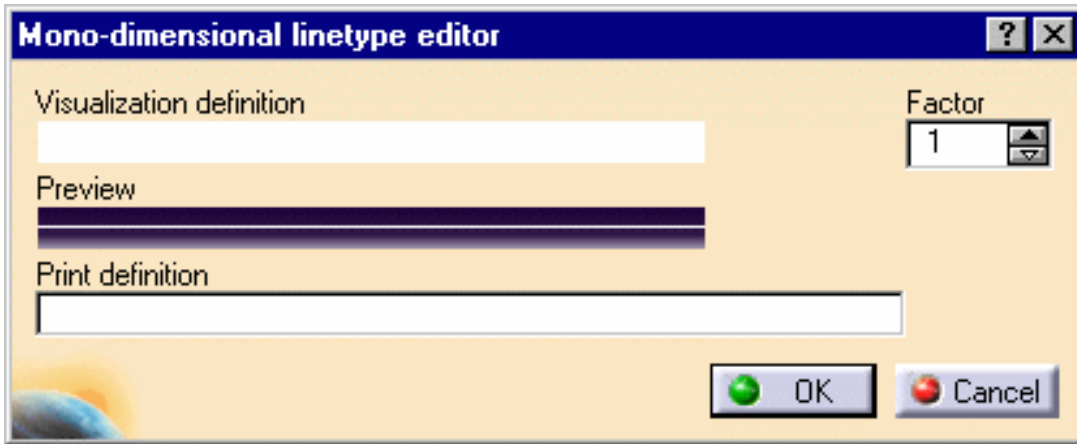 Mono-dimensional linetype editor
?
Visualization definition
Factor
1
Preview
Print definition
OK
Cancel